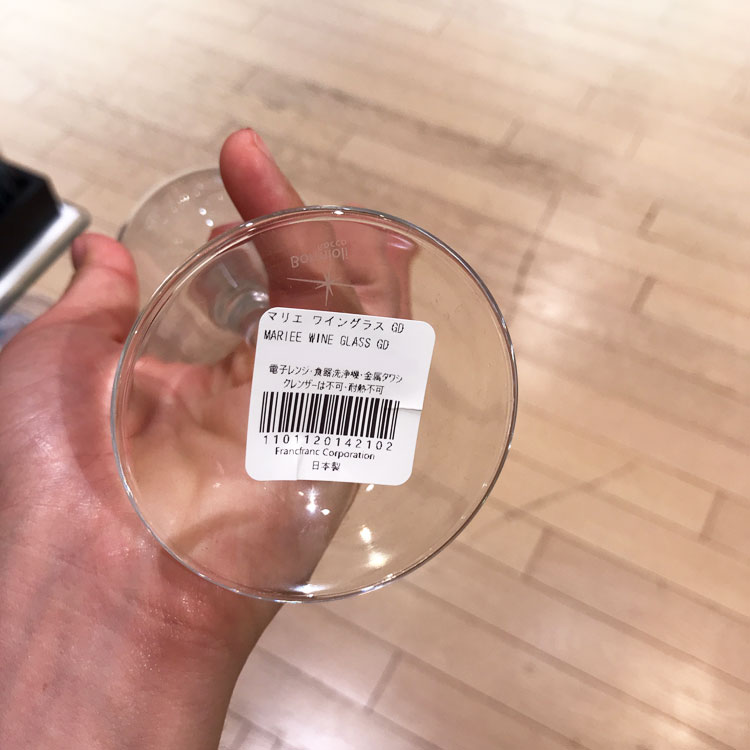 rocco
Bormioli
マリエ ワイングラス GD
MARIEE WINE GLASS GD
電子レンジ・食器洗浄機・金属タワシ
クレンザーは不可・耐熱不可
1101120142102
Francfranc Corporation
日本製